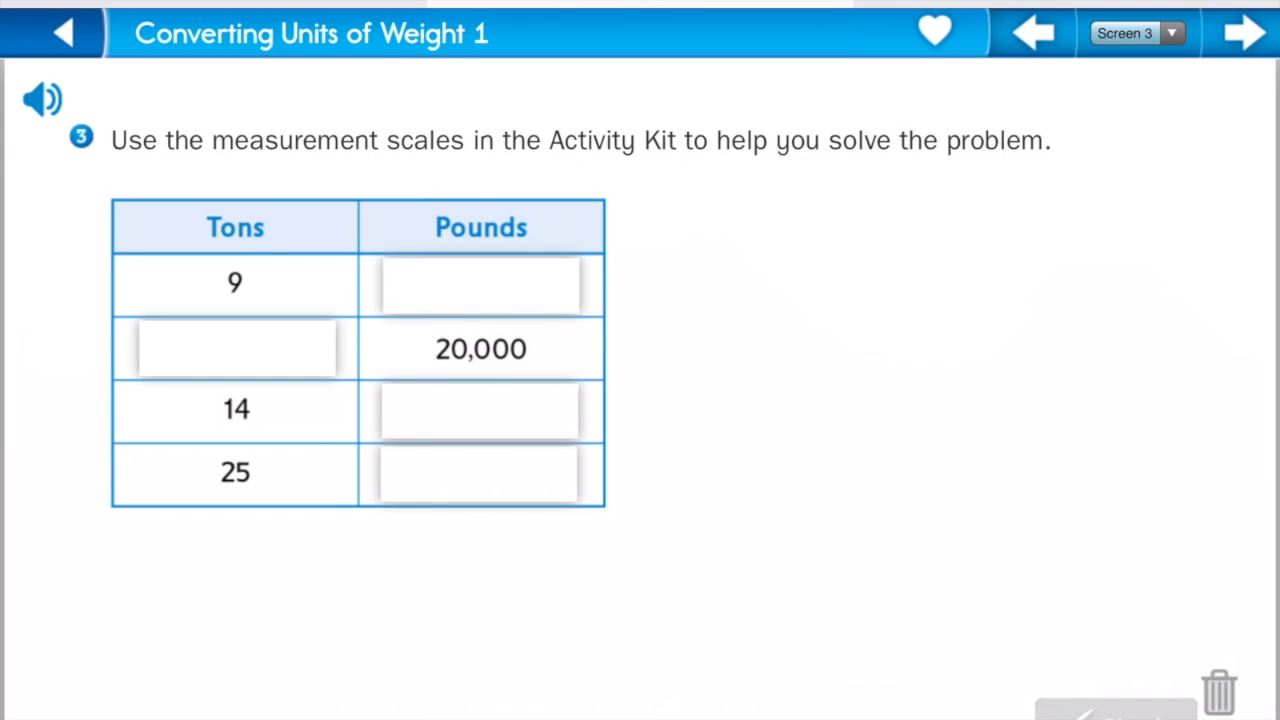 Converting Units of Weight 1
Screen 3
3 Use the measurement scales in the Activity Kit to help you solve the problem.
Tons Pounds
9
20,000
14
25